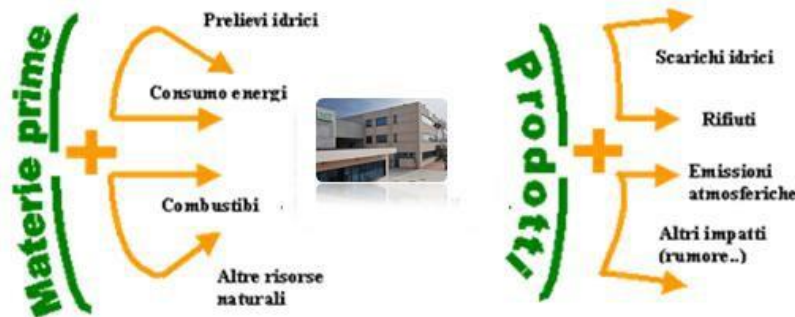 Materie prime
Prelievi idrici
Consumo energi
Combustibi
Altre risorse
naturali
Prodotti
Scarichi idrici
Rifiuti
Emissioni
atmosferiche
Altri impatti
(rumore..)